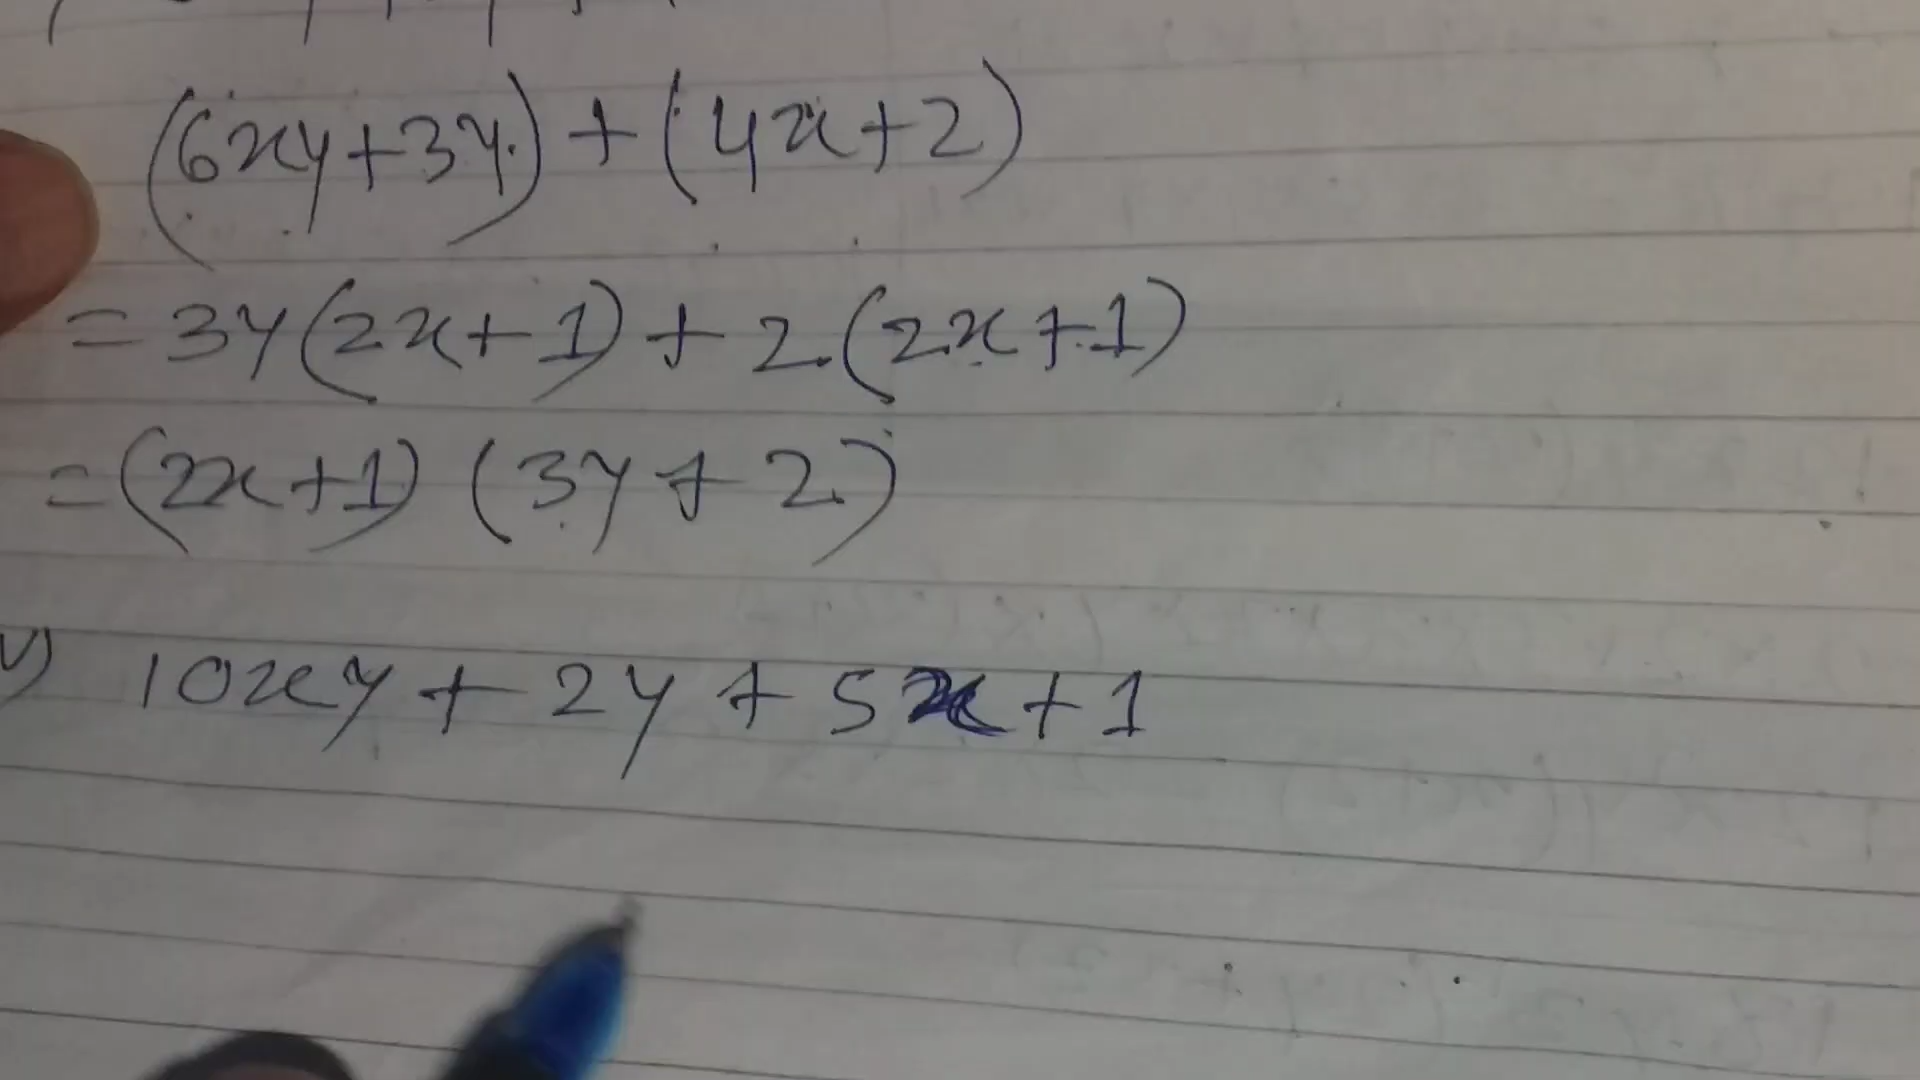 (6xy+3y)+(4x+2)
=3y(2x+1)+2(2x+1)
=(2x+1)(3y+2)
v) 10xy+2y+5x+1